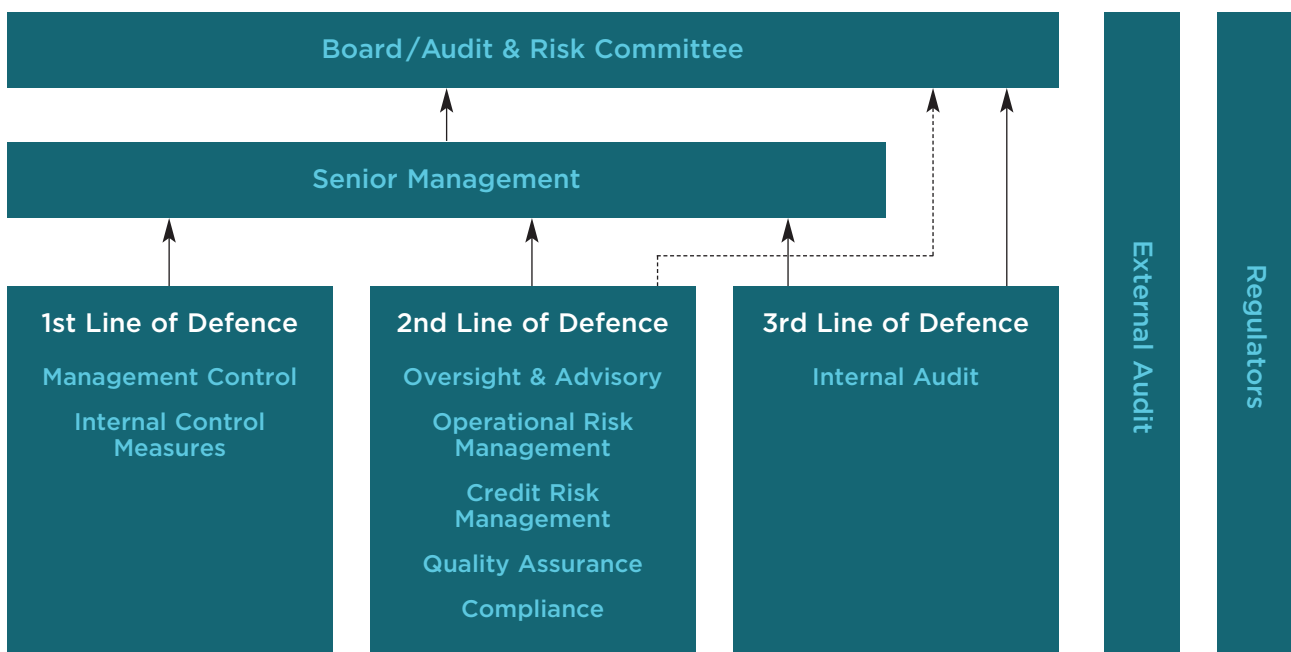 Board/Audit & Risk Committee
Senior Management
1st Line of Defence
Management Control
Internal Control
Measures
2nd Line of Defence
Oversight & Advisory
Operational Risk
Management
Credit Risk
Management
Quality Assurance
Compliance
3rd Line of Defence
Internal Audit
External Audit
Regulators